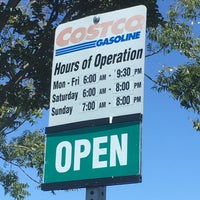 COSTCO
GASOLINE
Hours of Operation
Mon - Fri 6:00 AM - 9:30 PM
Saturday 6:00 AM - 8:00 PM
Sunday 7:00 AM - 8:00 PM
OPEN